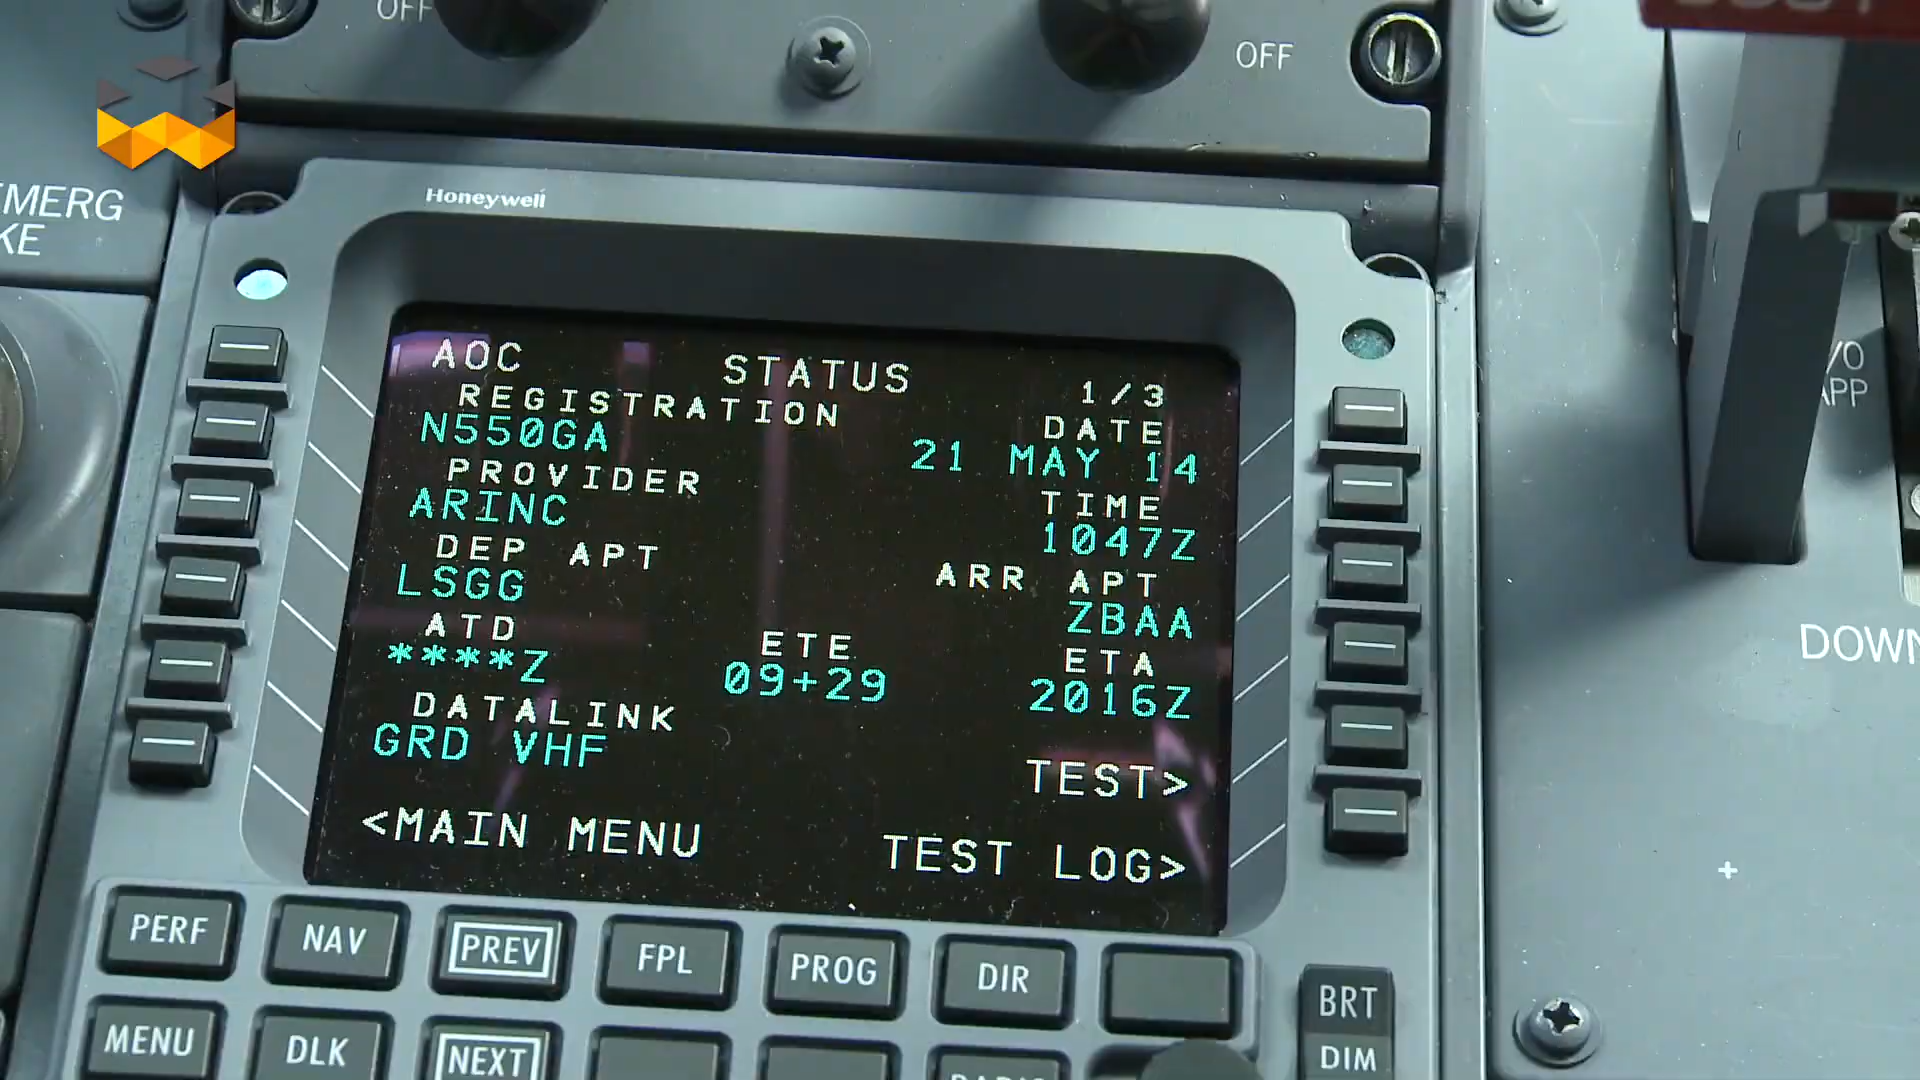 OFF
OFF
EMERG
KE
Honeywell
AOC STATUS 1/3
REGISTRATION DATE
N550GA 21 MAY 14
PROVIDER TIME
ARINC 1047Z
DEP APT ARR APT
LSGG ZBAA
ATD ETE ETA
****Z 09+29 2016Z
DATALINK
GRD VHF TEST>
<MAIN MENU TEST LOG>
/O
APP
DOWN
PERF NAV PREV FPL PROG DIR
BRT
MENU DLK NEXT
DIM